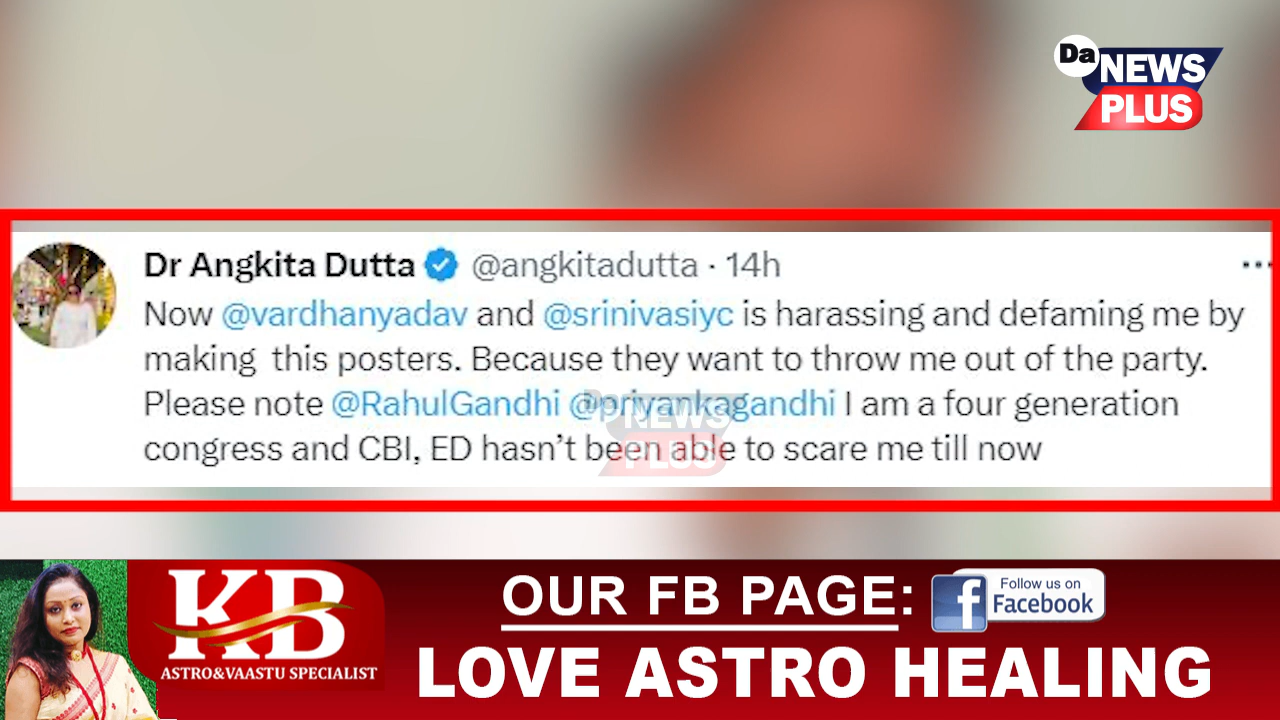 Da
NEWS
PLUS
Dr Angkita Dutta @angkitadutta · 14h
Now @vardhanyadav and @srinivasiyc is harassing and defaming me by
making  this posters. Because they want to throw me out of the party.
Please note @RahulGandhi @priyankagandhi I am a four generation
congress and CBI, ED hasn't been able to scare me till now
NEWS
PLUS
KB
ASTRO&VAASTU SPECIALIST
OUR FB PAGE:
Follow us on
Facebook
LOVE ASTRO HEALING